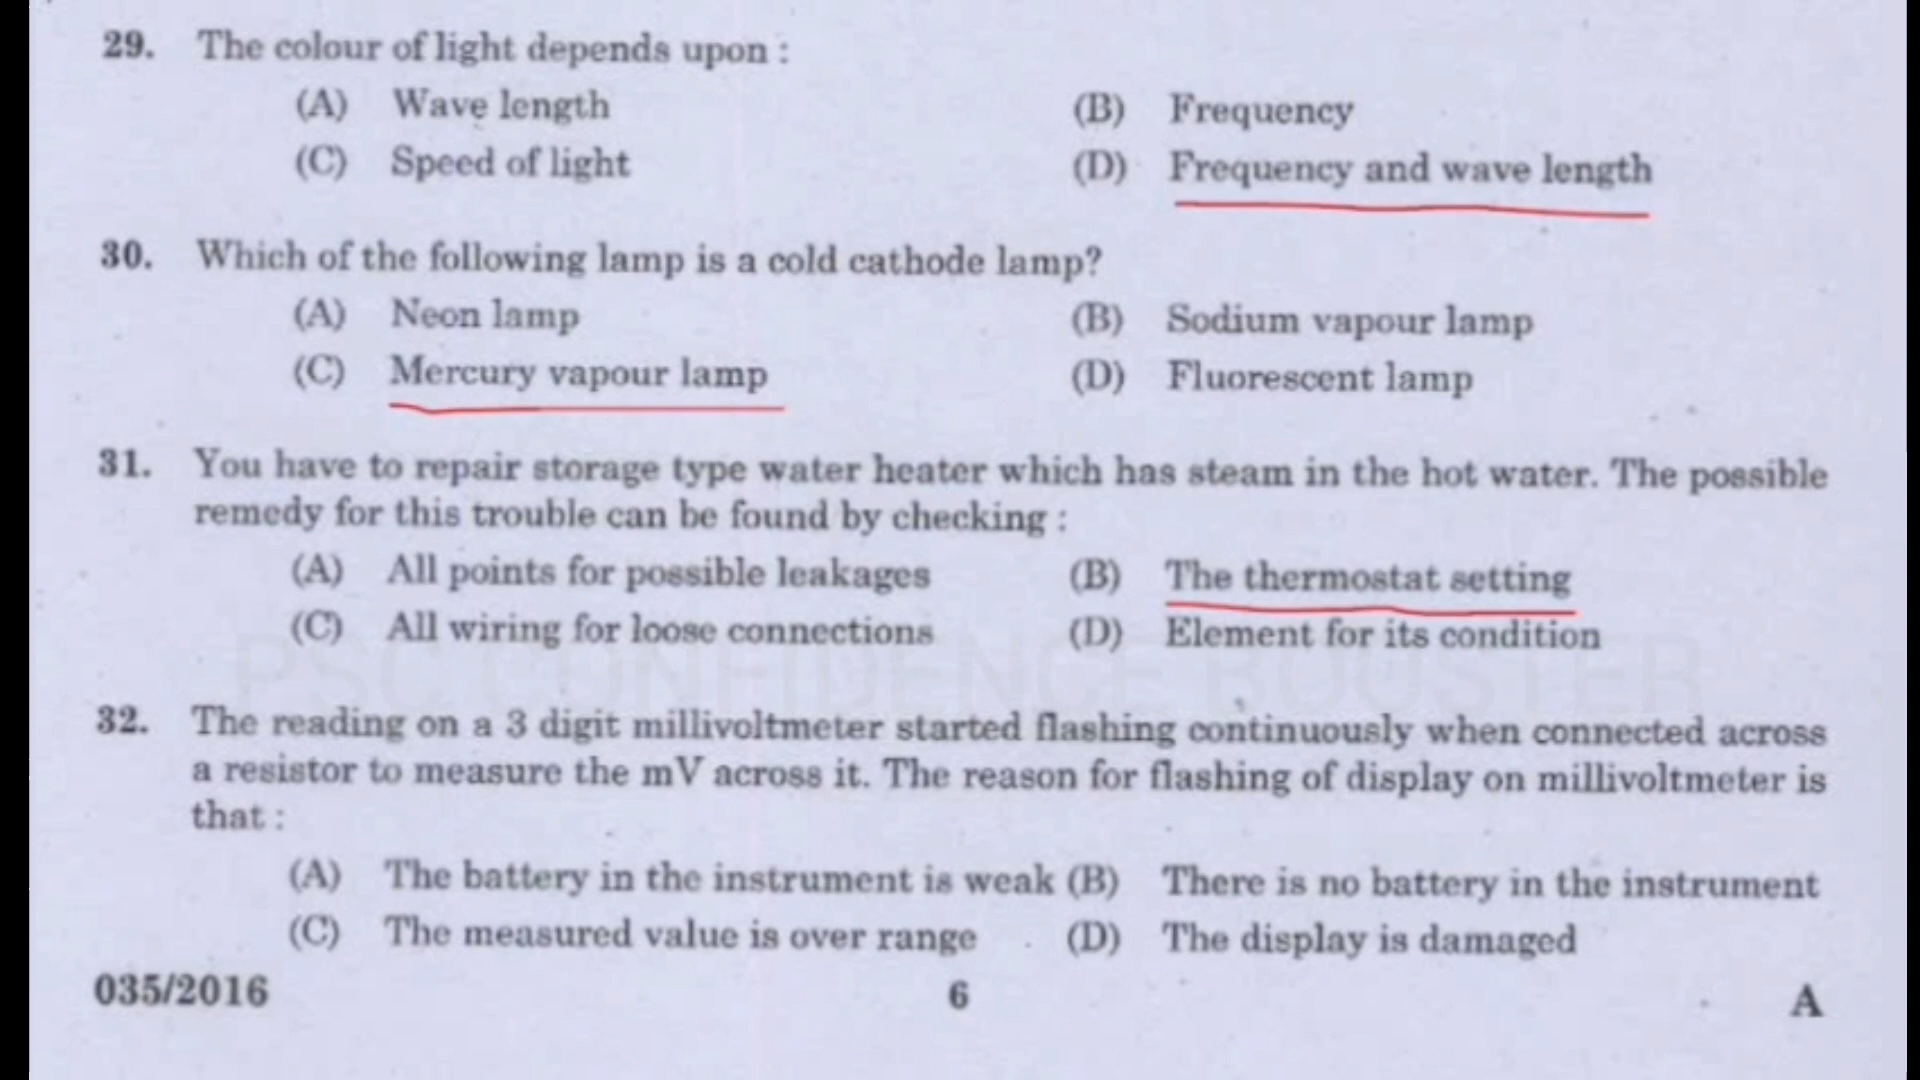 29. The colour of light depends upon :
(A) Wave length (B) Frequency
(C) Speed of light (D) Frequency and wave length
30. Which of the following lamp is a cold cathode lamp?
(A) Neon lamp (B) Sodium vapour lamp
(C) Mercury vapour lamp (D) Fluorescent lamp
31. You have to repair storage type water heater which has steam in the hot water. The possible
remedy for this trouble can be found by checking :
(A) All points for possible leakages (B) The thermostat setting
(C) All wiring for loose connections (D) Element for its condition
PSC CONFIDENCE BOOSTER
32. The reading on a 3 digit millivoltmeter started flashing continuously when connected across
a resistor to measure the mV across it. The reason for flashing of display on millivoltmeter is
that :
(A) The battery in the instrument is weak (B) There is no battery in the instrument
(C) The measured value is over range (D) The display is damaged
035/2016 6 A